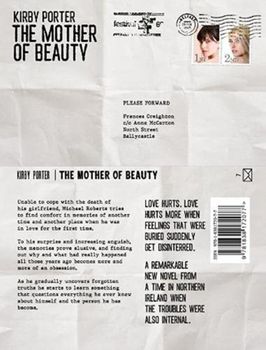 KIRBY PORTER
THE MOTHER
OF BEAUTY
1st
PLEASE FORWARD
Frances Creighton
c/o Anne McCarton
North Street
Ballycastle
KIRBY PORTER | THE MOTHER OF BEAUTY
7
Unable to cope with the death of
his girlfriend, Michael Roberts tries
to find comfort in memories of another
time and another place when he was
in love for the first time.
To his surprise and increasing anguish,
the memories prove elusive, and finding
out why and what had really happened
all those years ago becomes more and
more of an obsession.
As he gradually uncovers forgotten
truths he starts to learn something
that questions everything he ever knew
about himself and the person he has
become.
LOVE HURTS. LOVE
HURTS MORE WHEN
FEELINGS THAT WERE
BURIED SUDDENLY
GET DISINTERRED.
A REMARKABLE
NEW NOVEL FROM
A TIME IN NORTHERN
IRELAND WHEN
THE TROUBLES WERE
ALSO INTERNAL.